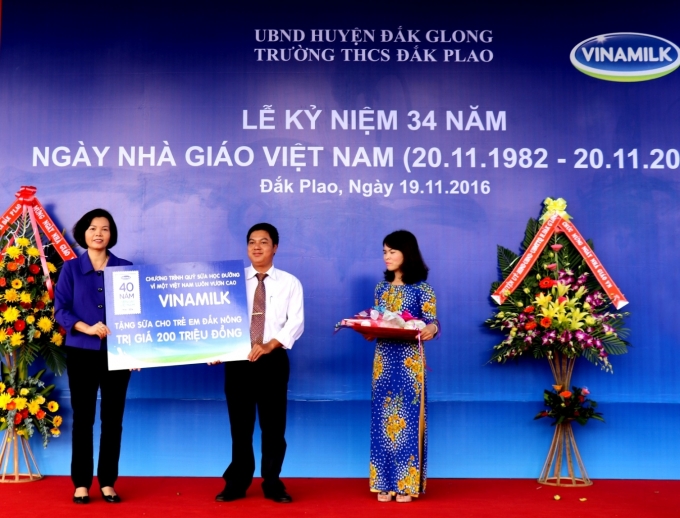 UBND HUYỆN ĐẮK GLONG
TRƯỜNG THCS ĐẮK PLAO
VINAMILK
LỄ KỶ NIỆM 34 NĂM
NGÀY NHÀ GIÁO VIỆT NAM (20.11.1982 - 20.11.20
Đắk Plao, Ngày 19.11.2016
40
NĂM
CHƯƠNG TRÌNH QUỸ SỮA HỌC ĐƯỜNG
VÌ MỘT VIỆT NAM LUÔN VƯƠN CAO
VINAMILK
TẶNG SỮA CHO TRẺ EM ĐẮK NÔNG
TRỊ GIÁ 200 TRIỆU ĐỒNG